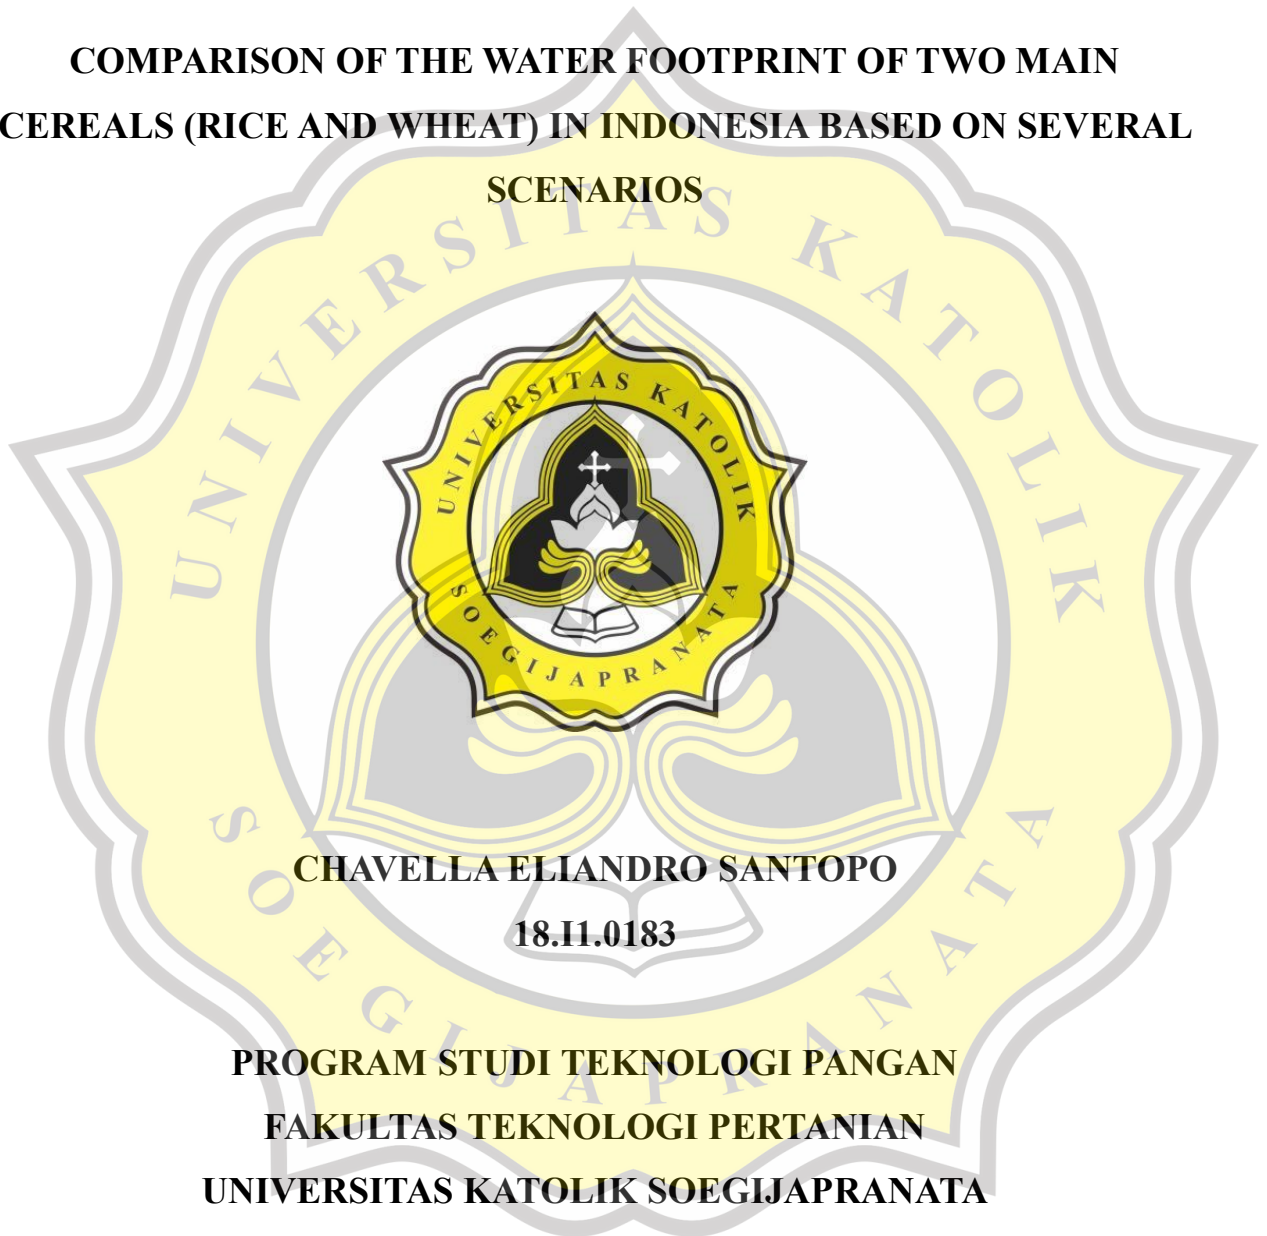 COMPARISON OF THE WATER FOOTPRINT OF TWO MAIN
CEREALS (RICE AND WHEAT) IN INDONESIA BASED ON SEVERAL
SCENARIOS
UNIVERSITAS KATOLIK
SOEGIJAPRANATA
UNIVERSITAS KATOLIK
SOEGIJAPRANATA
CHAVELLA ELIANDRO SANTOPO
18.I1.0183
PROGRAM STUDI TEKNOLOGI PANGAN
FAKULTAS TEKNOLOGI PERTANIAN
UNIVERSITAS KATOLIK SOEGIJAPRANATA